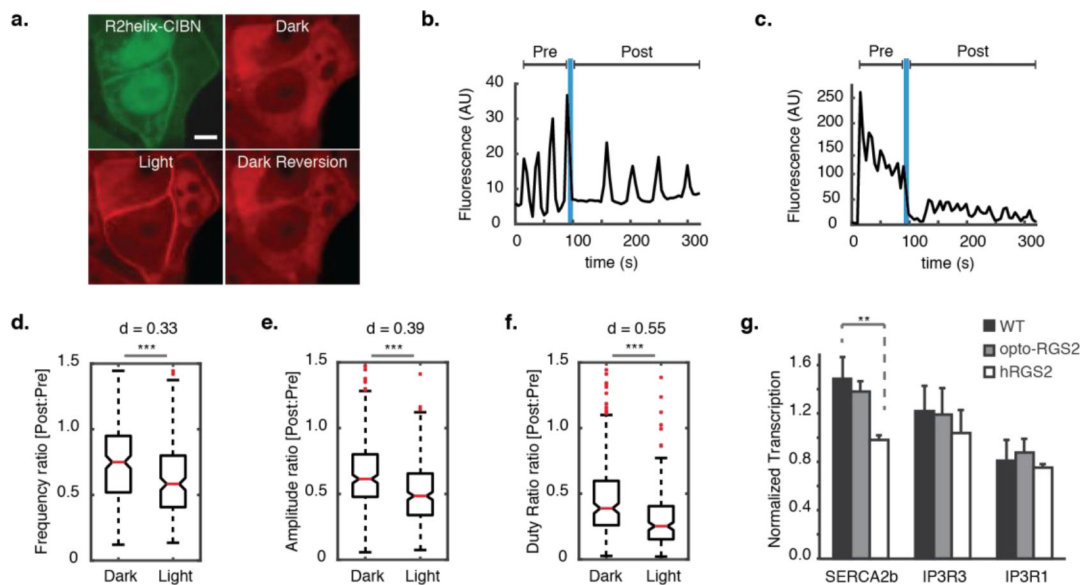 a.
R2helix-CIBN
Dark
Light
Dark Reversion
b.
Pre
Post
Fluorescence (AU)
40
30
20
10
0
0
100
200
300
time (s)
c.
Pre
Post
Fluorescence (AU)
250
200
150
100
50
0
0
100
200
300
time (s)
d.
d = 0.33
***
Frequency ratio [Post:Pre]
1.5
1.0
0.5
0
Dark
Light
e.
d = 0.39
***
Amplitude ratio [Post:Pre]
1.5
1.0
0.5
0
Dark
Light
f.
d = 0.55
***
Duty Ratio ratio [Post:Pre]
1.5
1.0
0.5
0
Dark
Light
g.
**
WT
opto-RGS2
hRGS2
Normalized Transcription
1.6
1.2
0.8
0.4
0.0
SERCA2b
IP3R3
IP3R1